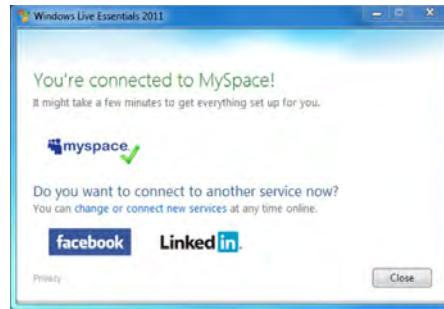 Windows Live Essentials 2011
You're connected to MySpace!
It might take a few minutes to get everything set up for you.
myspace
Do you want to connect to another service now?
You can change or connect new services at any time online.
facebook Linked in.
Privacy Close